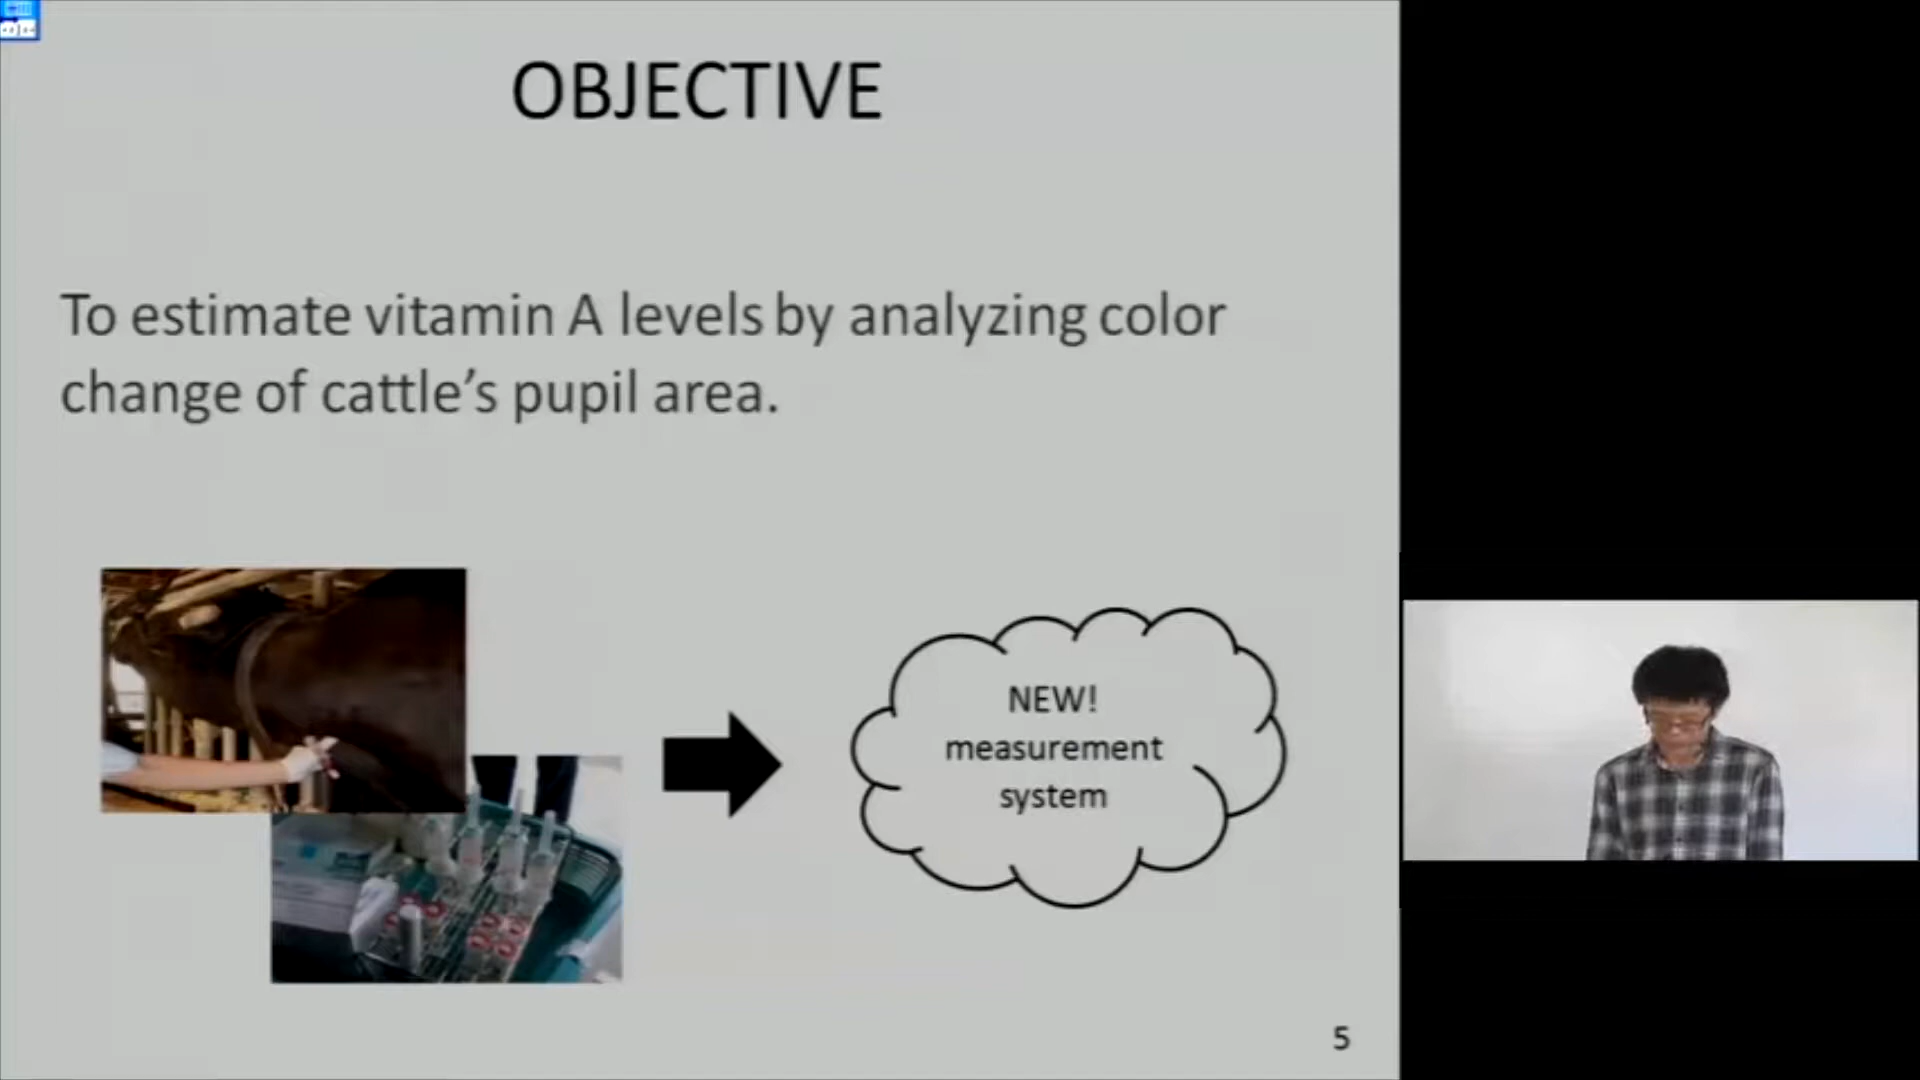 OBJECTIVE
To estimate vitamin A levels by analyzing color
change of cattle’s pupil area.
NEW!
measurement
system
5